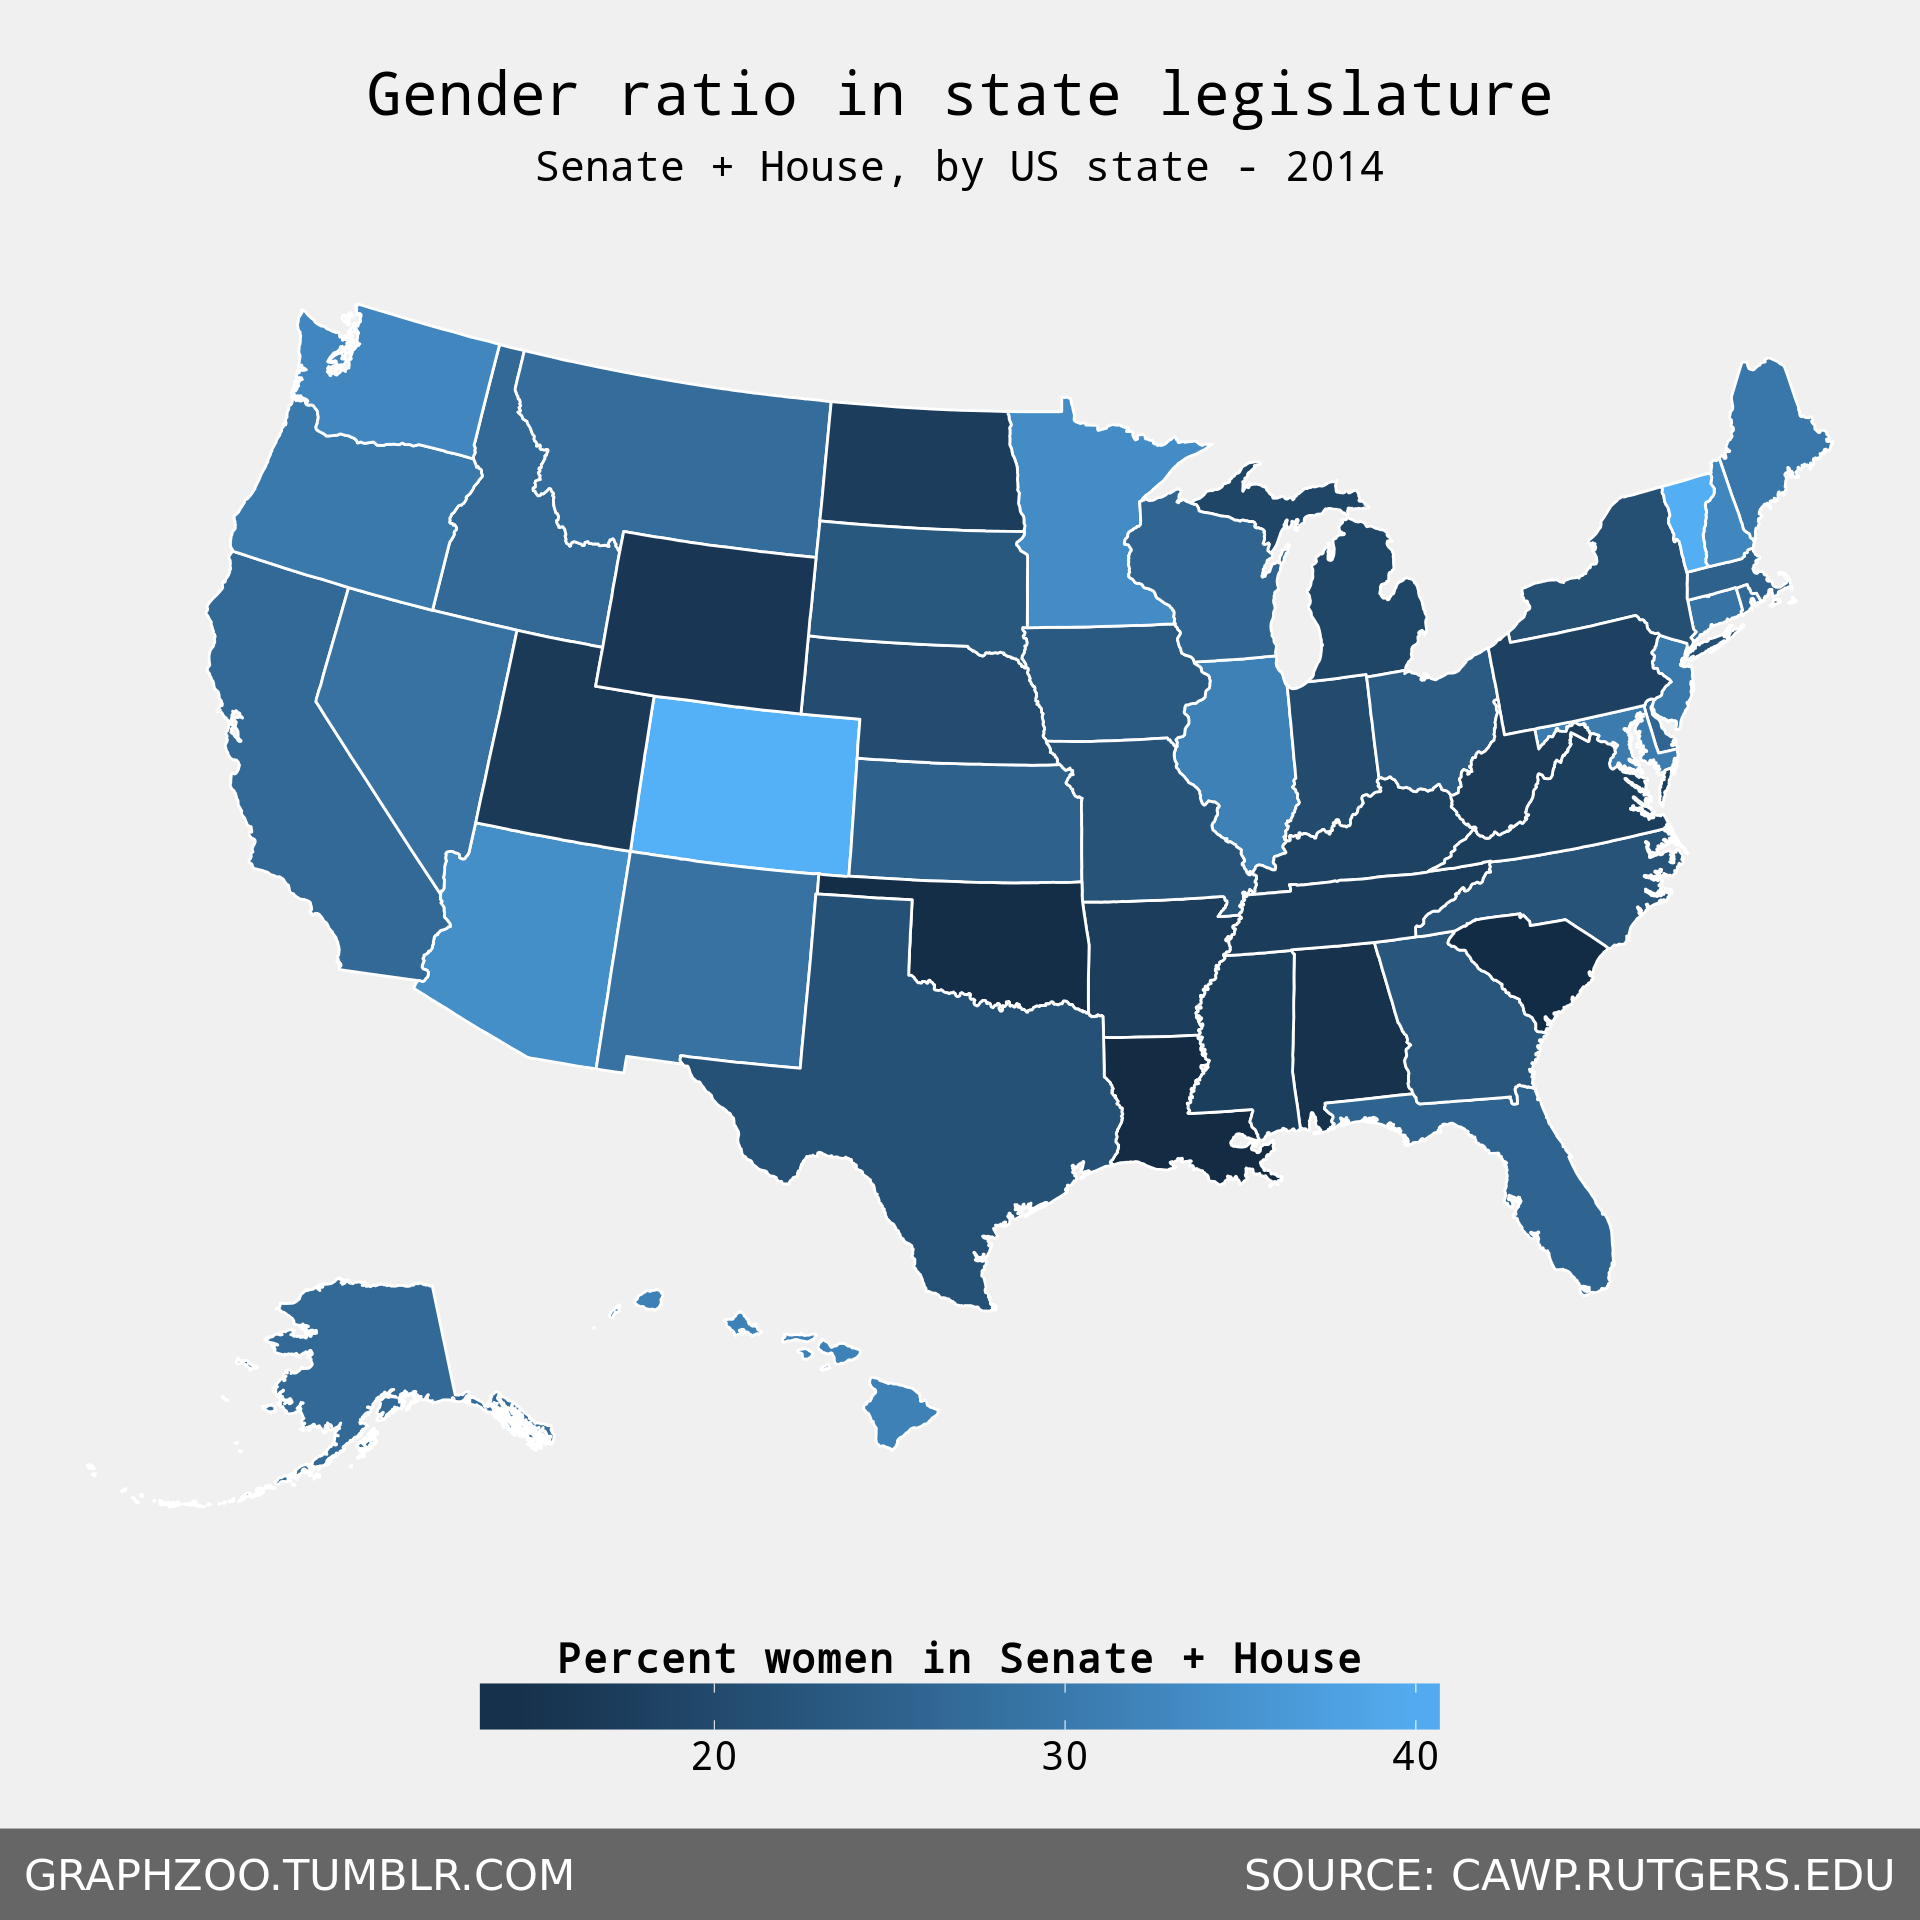 Gender ratio in state legislature
Senate + House, by US state - 2014
Percent women in Senate + House
20 30 40
GRAPHZOO.TUMBLR.COM SOURCE: CAWP.RUTGERS.EDU